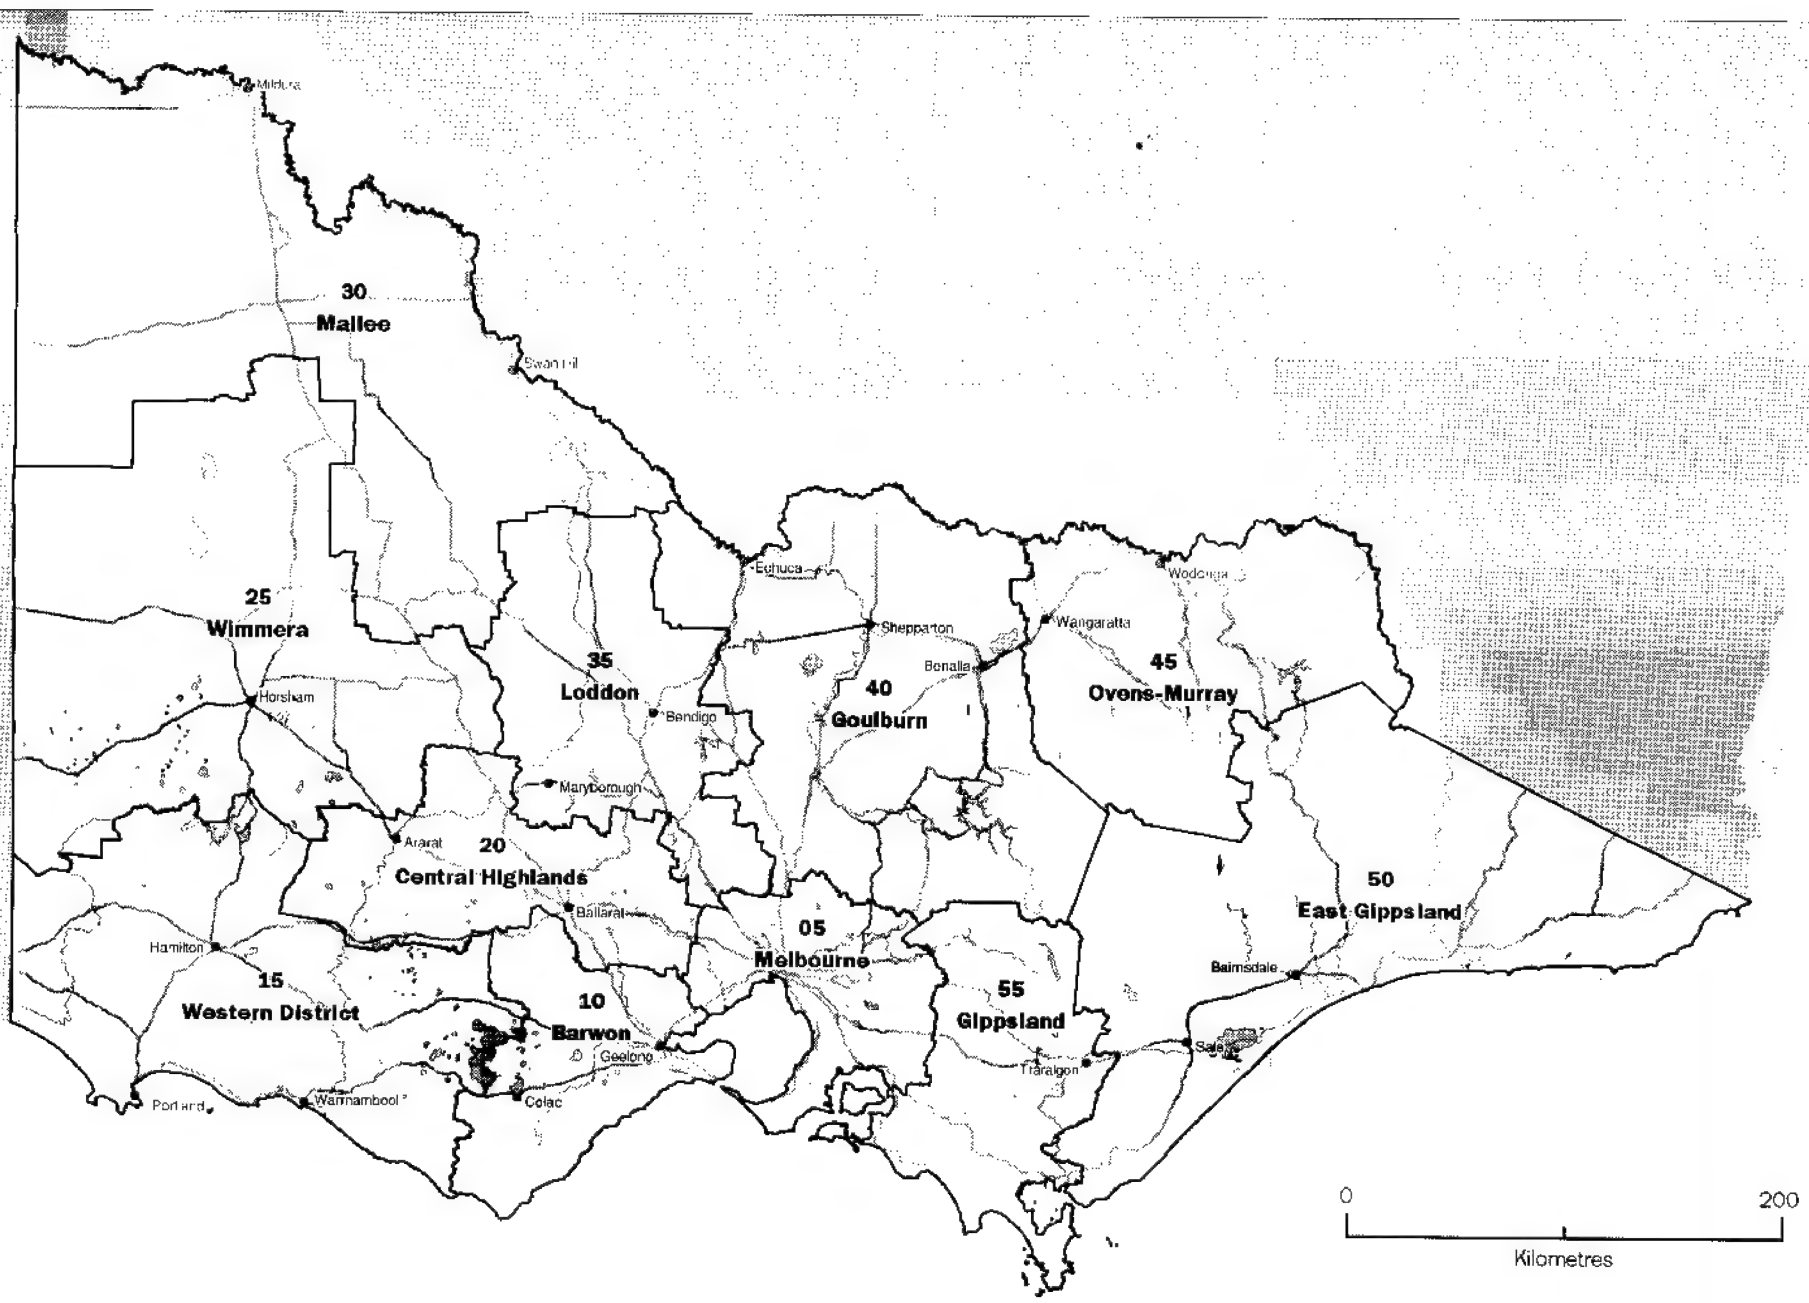 Mildura
30
Mallee
Swan Hill
Echuca
Wodonga
25
Wimmera
Wangaratta
Shepparton
35
Loddon
Benalla
45
Ovens-Murray
40
Goulburn
Horsham
Bendigo
Maryborough
Ararat
20
Central Highlands
50
East Gippsland
Ballarat
05
Melbourne
Hamilton
Bairnsdale
15
Western District
10
Barwon
55
Gippsland
Geelong
Sale
Traralgon
Portland
Warrnambool
Colac
0
200
Kilometres